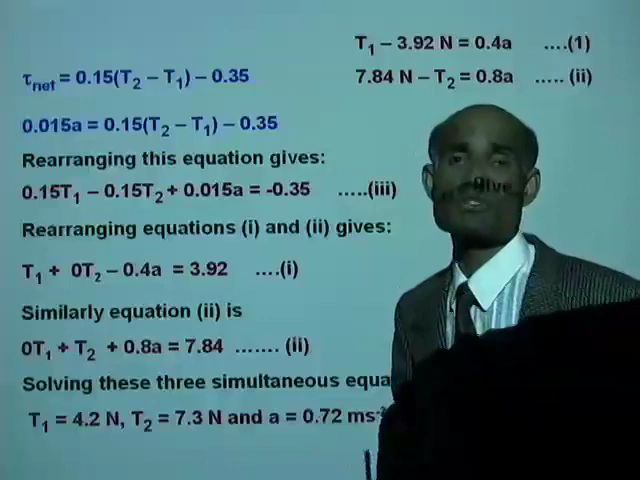 T1 – 3.92 N = 0.4a ....(1)
τnet = 0.15(T2 – T1) – 0.35
7.84 N – T2 = 0.8a ..... (ii)
0.015a = 0.15(T2 – T1) – 0.35
Rearranging this equation gives:
0.15T1 – 0.15T2 + 0.015a = -0.35 .....(iii)
Rearranging equations (i) and (ii) gives:
T1 + 0T2 – 0.4a = 3.92 ....(i)
Similarly equation (ii) is
0T1 + T2 + 0.8a = 7.84 ....... (ii)
Solving these three simultaneous equa
T1 = 4.2 N, T2 = 7.3 N and a = 0.72 ms-2